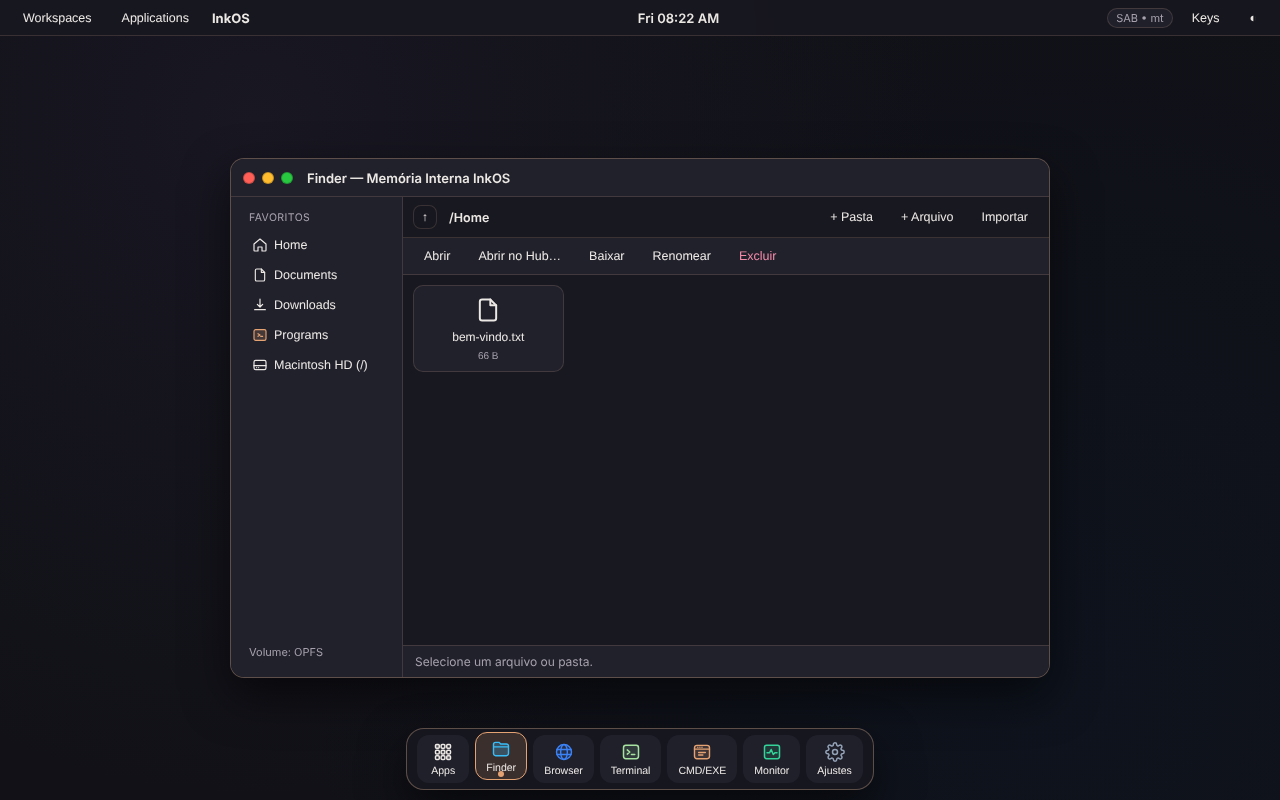 Workspaces Applications InkOS Fri 08:22 AM SAB • mt Keys
Finder — Memória Interna InkOS
FAVORITOS
Home
Documents
Downloads
Programs
Macintosh HD (/)
Volume: OPFS
↑ /Home + Pasta + Arquivo Importar
Abrir Abrir no Hub… Baixar Renomear Excluir
bem-vindo.txt
66 B
Selecione um arquivo ou pasta.
Apps Finder Browser Terminal CMD/EXE Monitor Ajustes